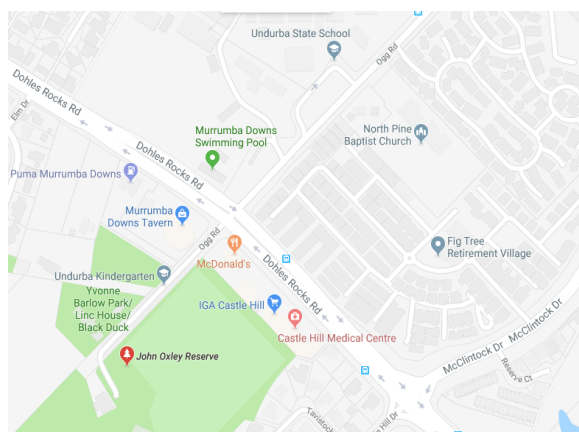 Undurba State School
Ogg Rd
Dohles Rocks Rd
Elm Dr
Murrumba Downs
Swimming Pool
North Pine
Baptist Church
Dohles Rocks Rd
Puma Murrumba Downs
Murrumba
Downs Tavern
Ogg Rd
McDonald's
Fig Tree
Retirement Village
Undurba Kindergarten
Dohles Rocks Rd
Yvonne
Barlow Park/
Linc House/
Black Duck
IGA Castle Hill
Castle Hill Medical Centre
McClintock Dr
McClintock Dr
John Oxley Reserve
Reserve Ct
Tavistock
Hill Dr